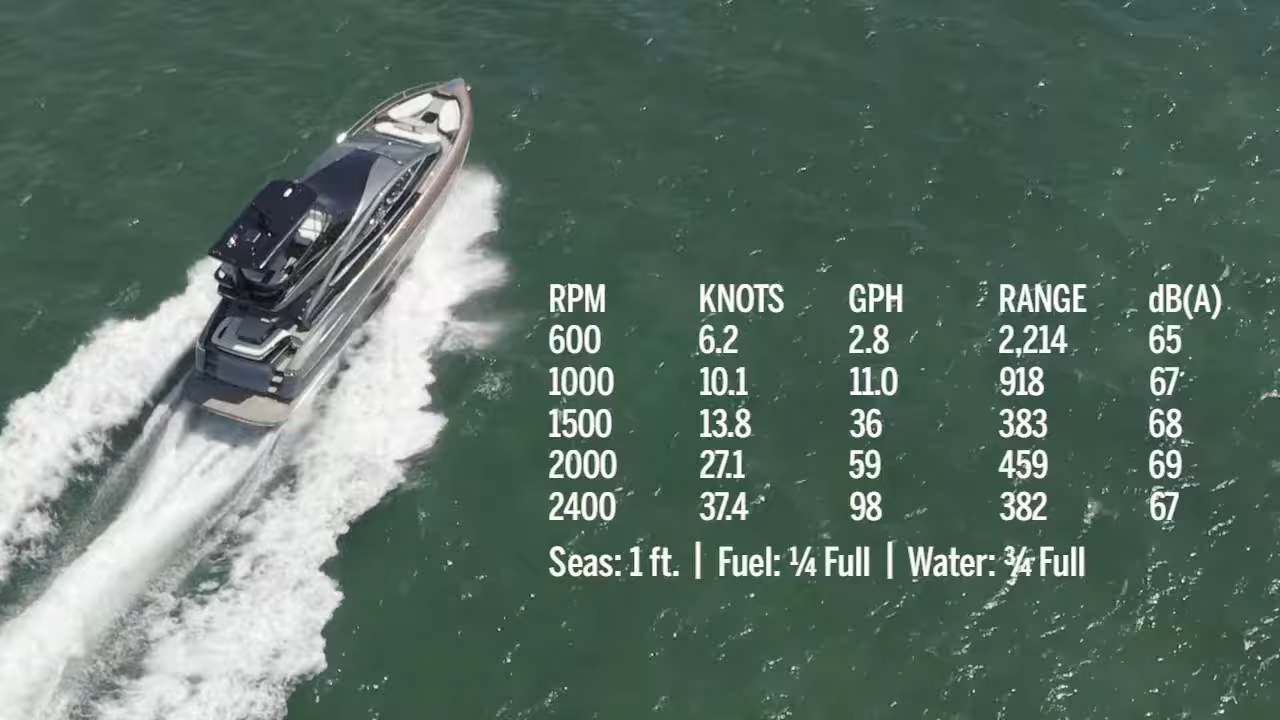 RPM KNOTS GPH RANGE dB(A)
600 6.2 2.8 2,214 65
1000 10.1 11.0 918 67
1500 13.8 36 383 68
2000 27.1 59 459 69
2400 37.4 98 382 67
Seas: 1 ft. | Fuel: ¼ Full | Water: ¾ Full